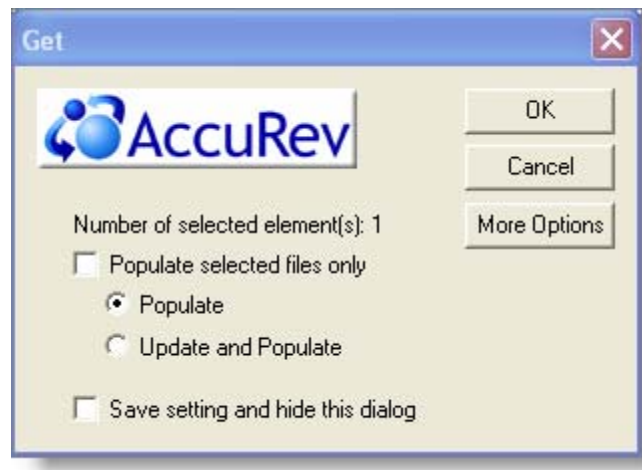 Get
AccuRev
OK
Cancel
More Options
Number of selected element(s): 1
Populate selected files only
Populate
Update and Populate
Save setting and hide this dialog